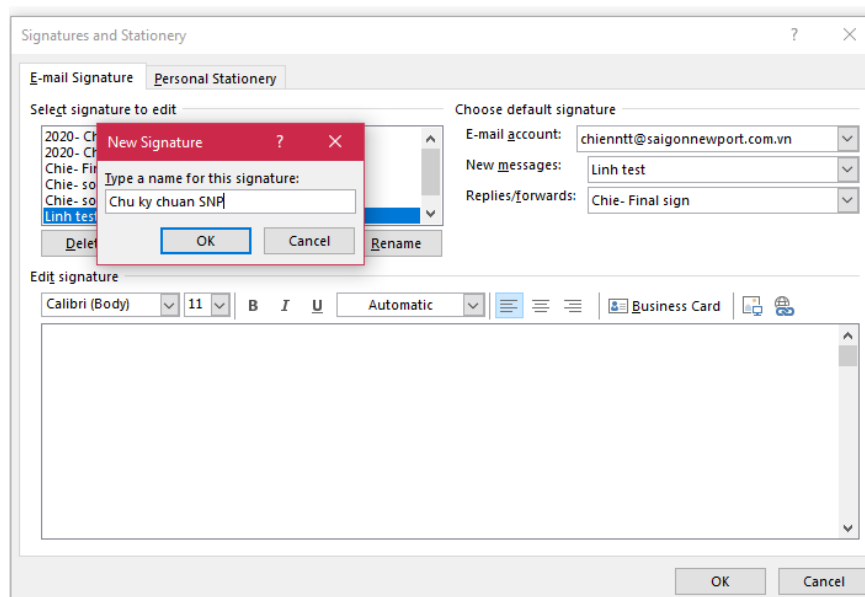 Signatures and Stationery ? ×
E-mail Signature Personal Stationery
Select signature to edit
2020- Ch
2020- Ch
Chie- Fin
Chie- so
Chie- so
Linh test
New Signature ? ×
Type a name for this signature:
Chu ky chuan SNP
OK Cancel
Delet Rename
Choose default signature
E-mail account: chienntt@saigonnewport.com.vn
New messages: Linh test
Replies/forwards: Chie- Final sign
Edit signature
Calibri (Body) 11 B I U Automatic Business Card
OK Cancel